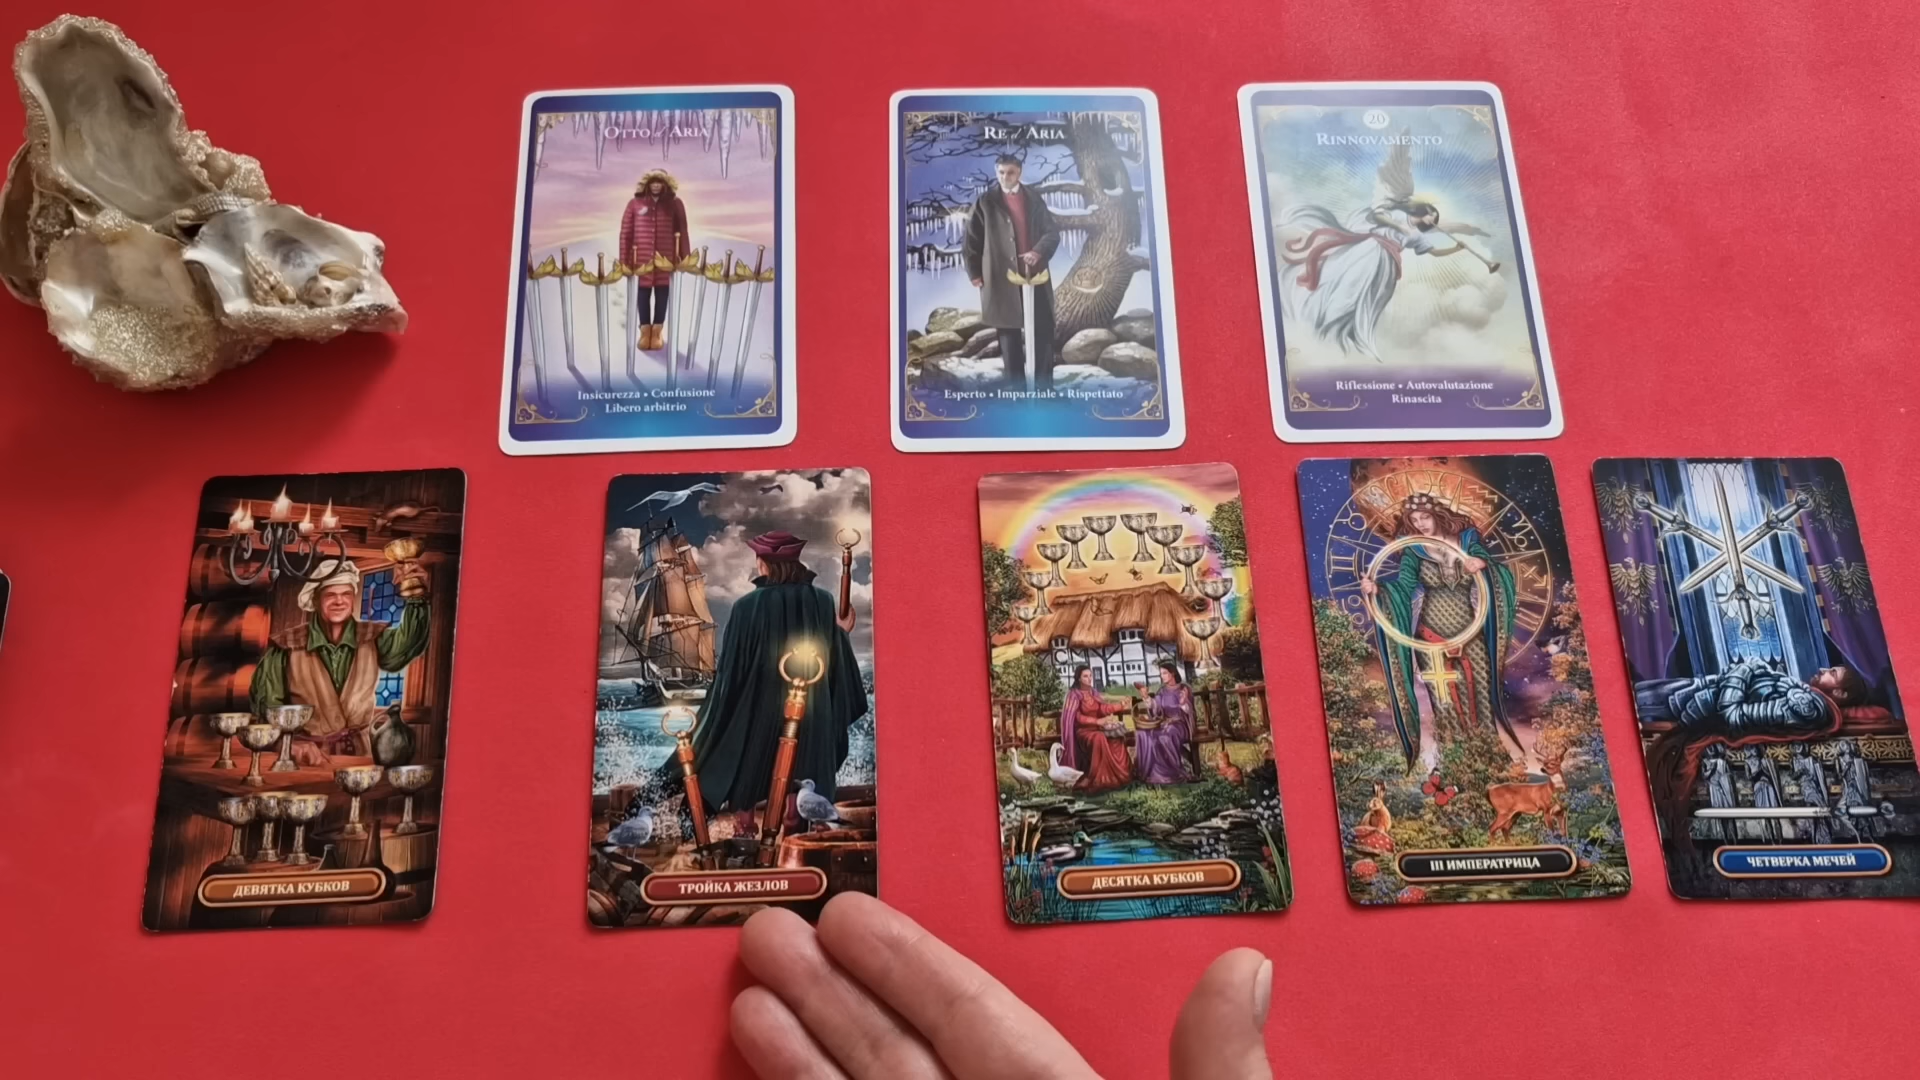 OTTO d'ARIA
Insicurezza • Confusione
Libero arbitrio
RE d'ARIA
Esperto • Imparziale • Rispettato
20
RINNOVAMENTO
Riflessione • Autovalutazione
Rinascita
ДЕВЯТКА КУБКОВ
ТРОЙКА ЖЕЗЛОВ
ДЕСЯТКА КУБКОВ
III ИМПЕРАТРИЦА
ЧЕТВЕРКА МЕЧЕЙ